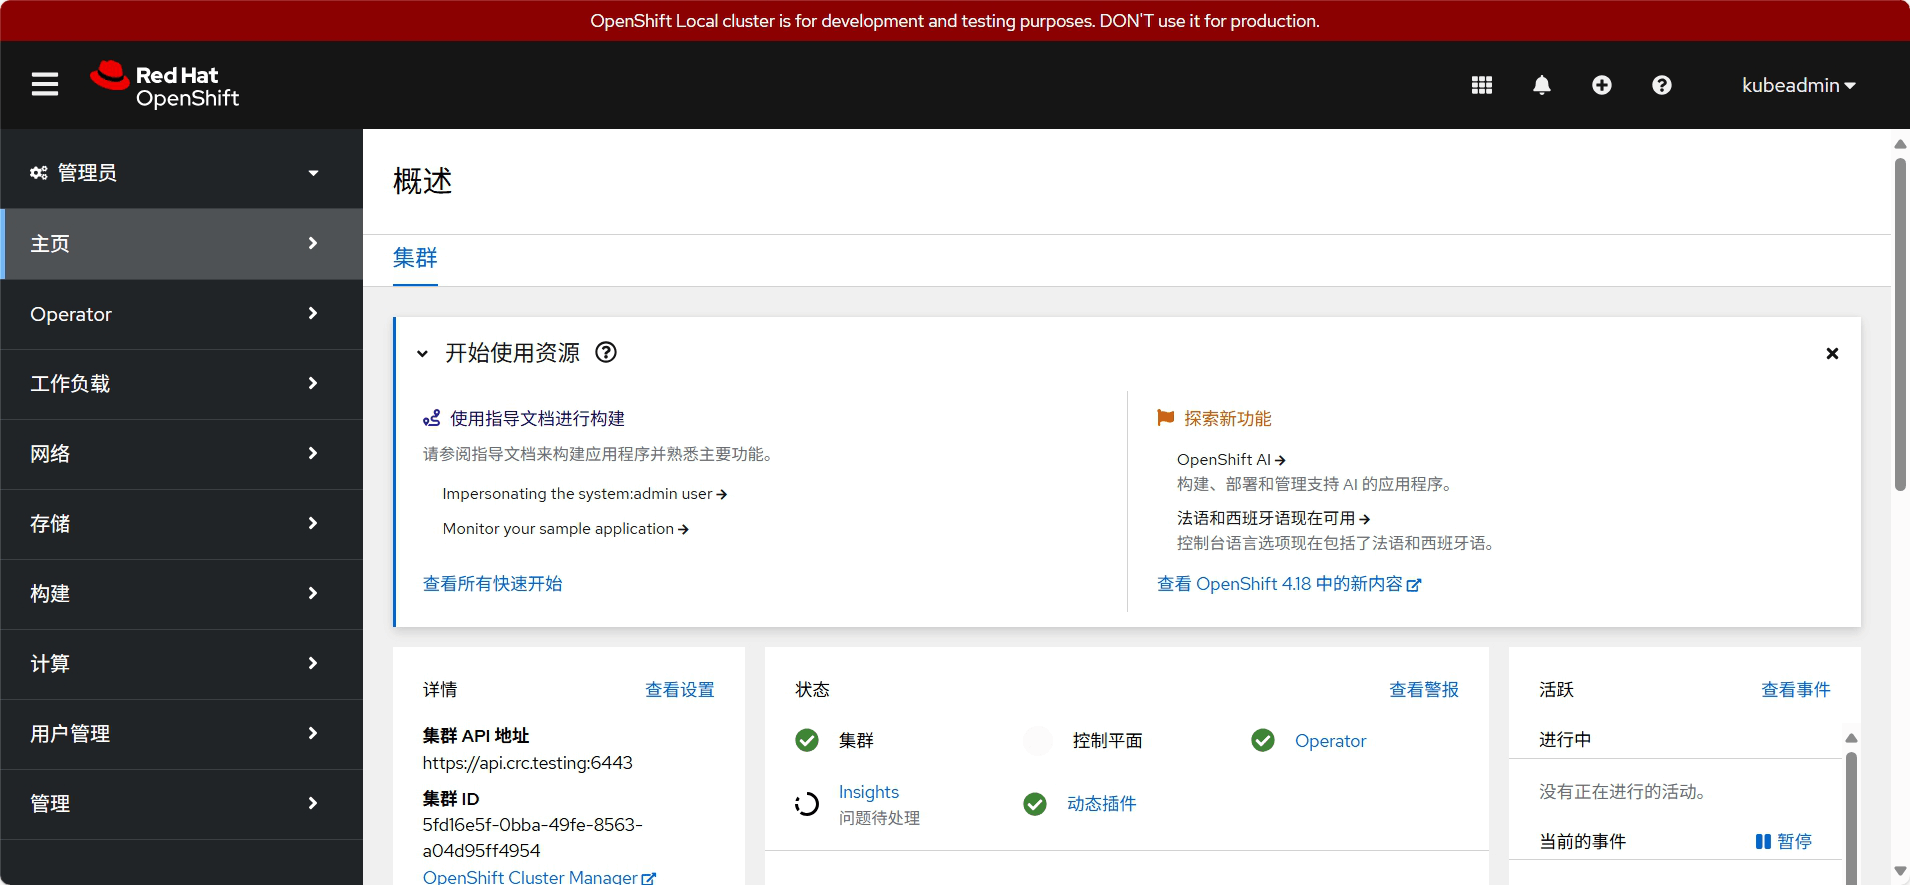 OpenShift Local cluster is for development and testing purposes. DON'T use it for production.
Red Hat
OpenShift
kubeadmin
管理员
主页
Operator
工作负载
网络
存储
构建
计算
用户管理
管理
概述
集群
开始使用资源
使用指导文档进行构建
请参阅指导文档来构建应用程序并熟悉主要功能。
Impersonating the system:admin user
Monitor your sample application
查看所有快速开始
探索新功能
OpenShift AI
构建、部署和管理支持 AI 的应用程序。
法语和西班牙语现在可用
控制台语言选项现在包括了法语和西班牙语。
查看 OpenShift 4.18 中的新内容
详情
查看设置
集群 API 地址
https://api.crc.testing:6443
集群 ID
5fd16e5f-0bba-49fe-8563-
a04d95ff4954
OpenShift Cluster Manager
状态
查看警报
集群
控制平面
Operator
Insights
问题待处理
动态插件
活跃
查看事件
进行中
没有正在进行的活动。
当前的事件
暂停